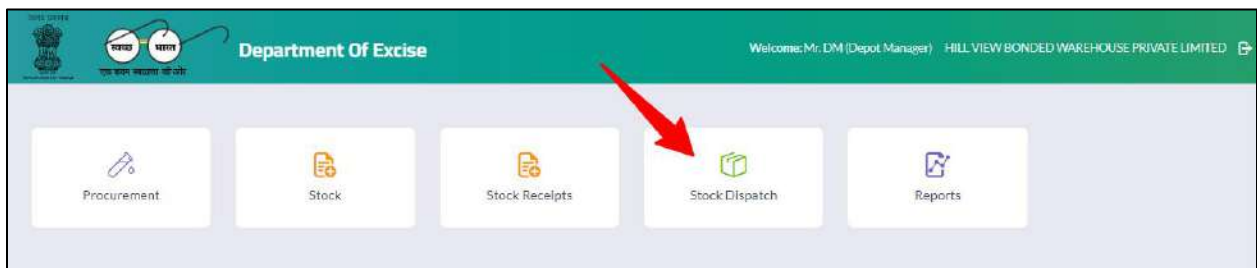 स्वच्छ भारत
एक कदम स्वच्छता की ओर
Department Of Excise
Welcome: Mr. DM (Depot Manager) HILL VIEW BONDED WAREHOUSE PRIVATE LIMITED
Procurement
Stock
Stock Receipts
Stock Dispatch
Reports